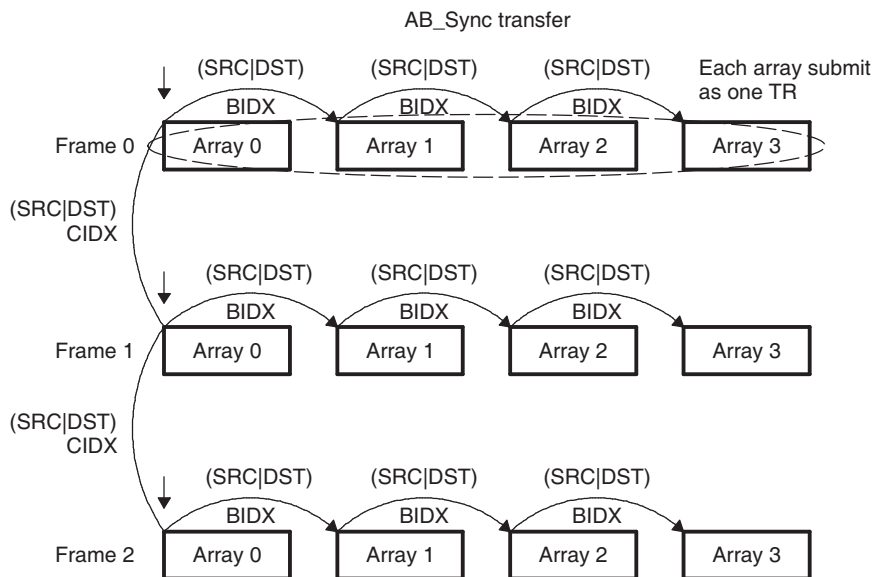 AB_Sync transfer
(SRC|DST) (SRC|DST) (SRC|DST) Each array submit
BIDX BIDX BIDX as one TR
Frame 0 Array 0 Array 1 Array 2 Array 3
(SRC|DST)
CIDX
(SRC|DST) (SRC|DST) (SRC|DST)
BIDX BIDX BIDX
Frame 1 Array 0 Array 1 Array 2 Array 3
(SRC|DST)
CIDX
(SRC|DST) (SRC|DST) (SRC|DST)
BIDX BIDX BIDX
Frame 2 Array 0 Array 1 Array 2 Array 3